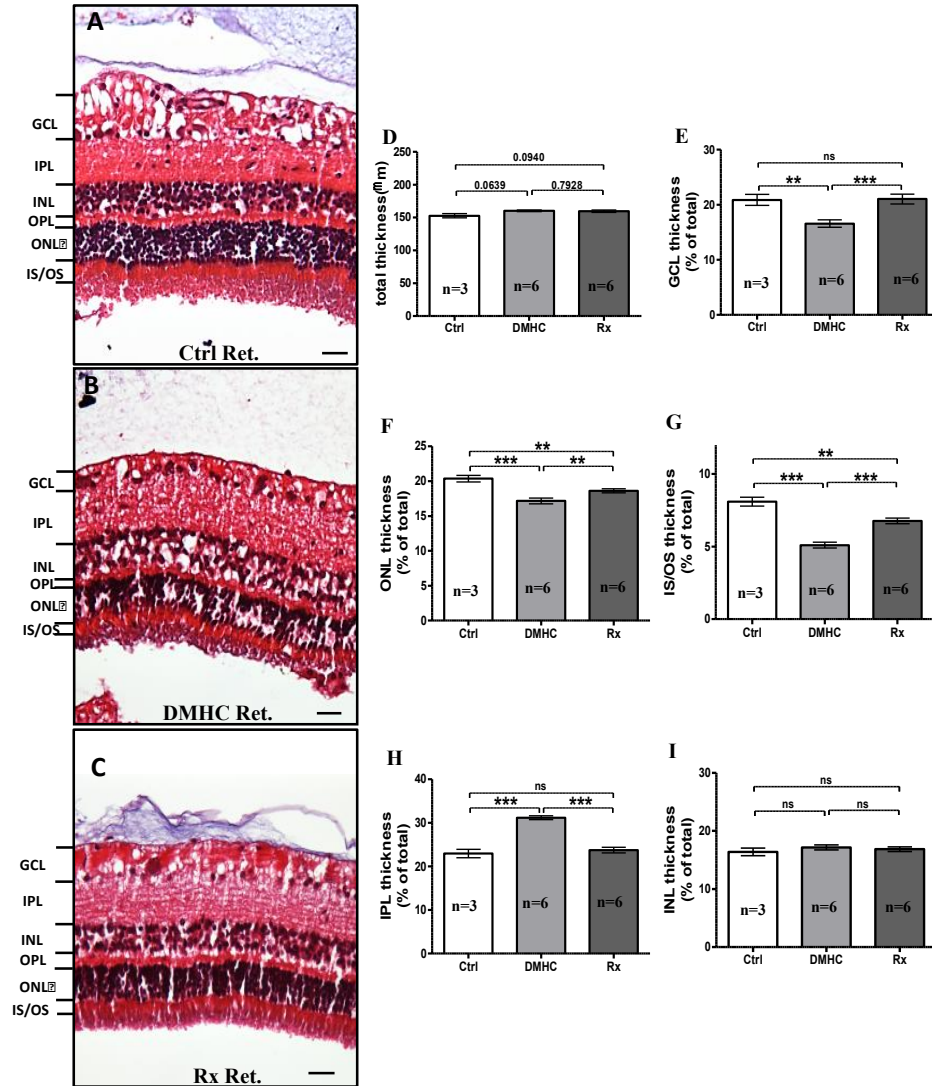 A
GCL
IPL
INL
OPL
ONL
IS/OS
Ctrl Ret.
B
GCL
IPL
INL
OPL
ONL
IS/OS
DMHC Ret.
C
GCL
IPL
INL
OPL
ONL
IS/OS
Rx Ret.
D
total thickness(mm)
250
200
150
100
50
0
0.0940
0.0639
0.7928
n=3
n=6
n=6
Ctrl
DMHC
Rx
E
GCL thickness
(% of total)
30
20
10
0
ns
**
***
n=3
n=6
n=6
Ctrl
DMHC
Rx
F
ONL thickness
(% of total)
25
20
15
10
5
0
**
***
**
n=3
n=6
n=6
Ctrl
DMHC
Rx
G
IS/OS thickness
(% of total)
10
5
0
**
***
***
n=3
n=6
n=6
Ctrl
DMHC
Rx
H
IPL thickness
(% of total)
40
30
20
10
0
ns
***
***
n=3
n=6
n=6
Ctrl
DMHC
Rx
I
INL thickness
(% of total)
30
20
10
0
ns
ns
ns
n=3
n=6
n=6
Ctrl
DMHC
Rx